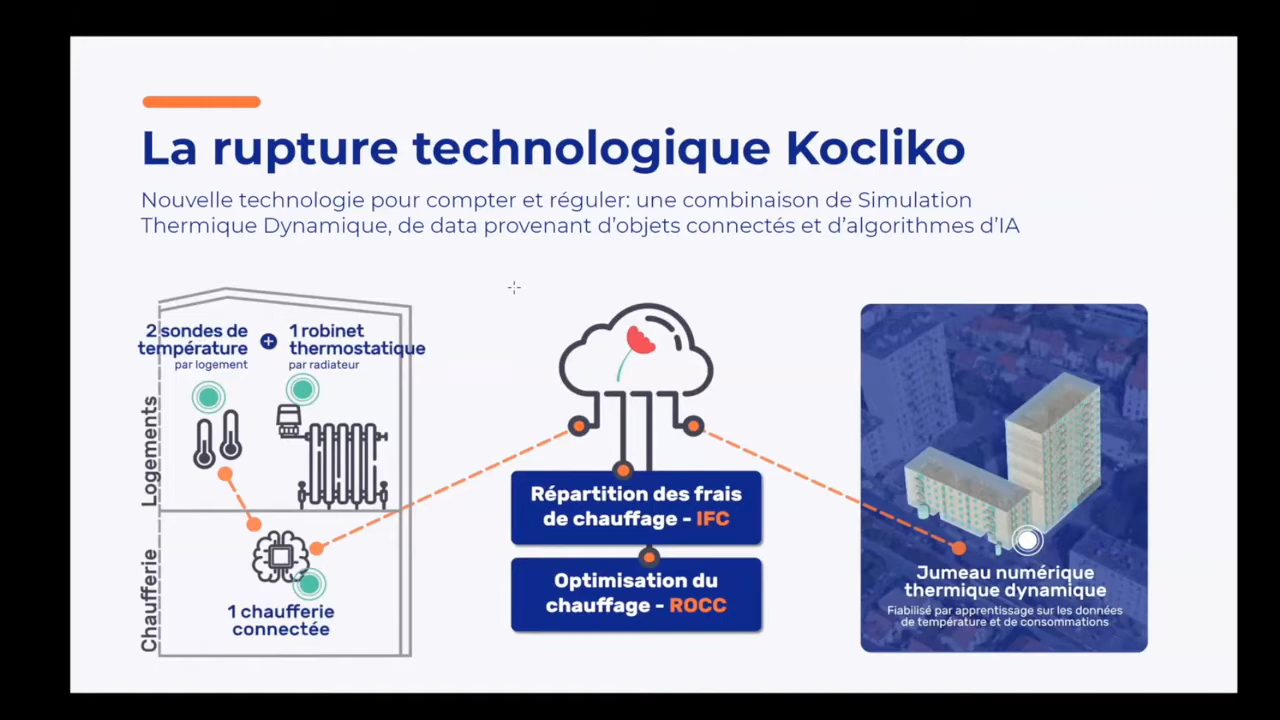 La rupture technologique Kocliko
Nouvelle technologie pour compter et réguler: une combinaison de Simulation
Thermique Dynamique, de data provenant d'objets connectés et d'algorithmes d'IA
2 sondes de
température
par logement
1 robinet
thermostatique
par radiateur
Logements
Chaufferie
1 chaufferie
connectée
Répartition des frais
de chauffage - IFC
Optimisation du
chauffage - ROCC
Jumeau numérique
thermique dynamique
Fiabilisé par apprentissage sur les données
de température et de consommations